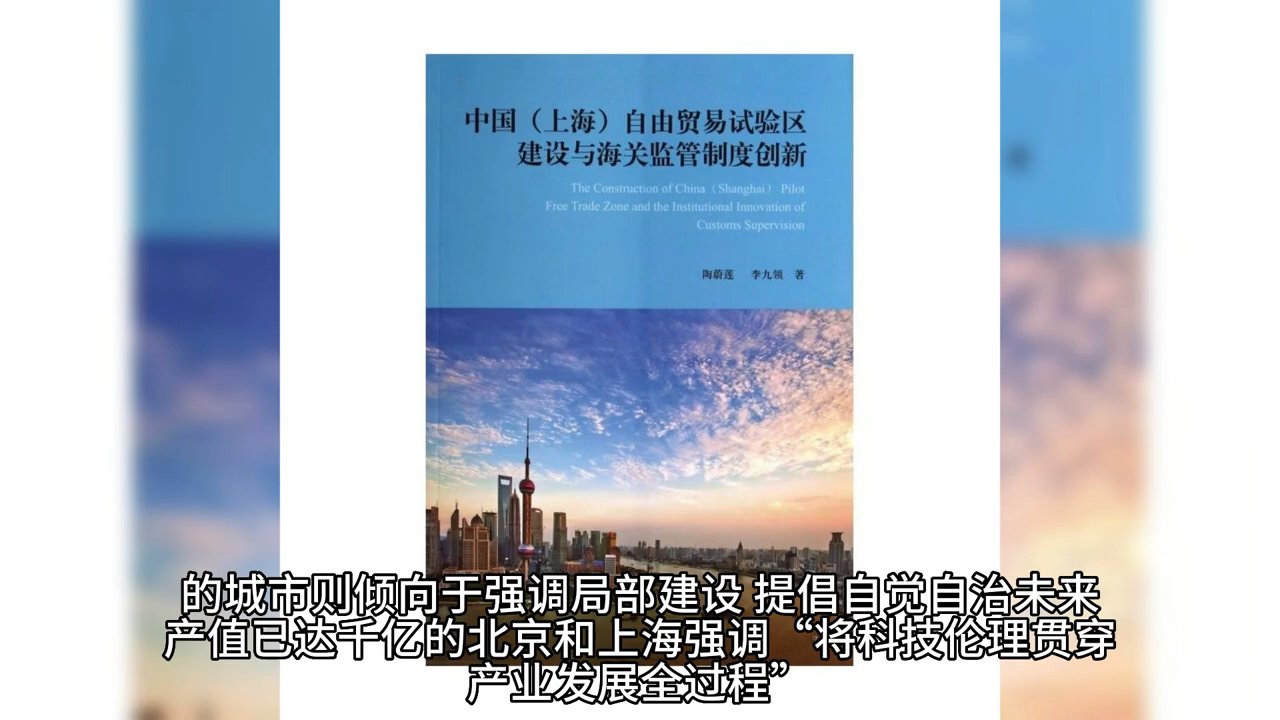 中国（上海）自由贸易试验区
建设与海关监管制度创新
The Construction of China（Shanghai） Pilot
Free Trade Zone and the Institutional Innovation of
Customs Supervision
陶蔚莲 李九领 著
的城市则倾向于强调局部建设 提倡自觉自治未来
产值已达千亿的北京和上海强调“将科技伦理贯穿
产业发展全过程”